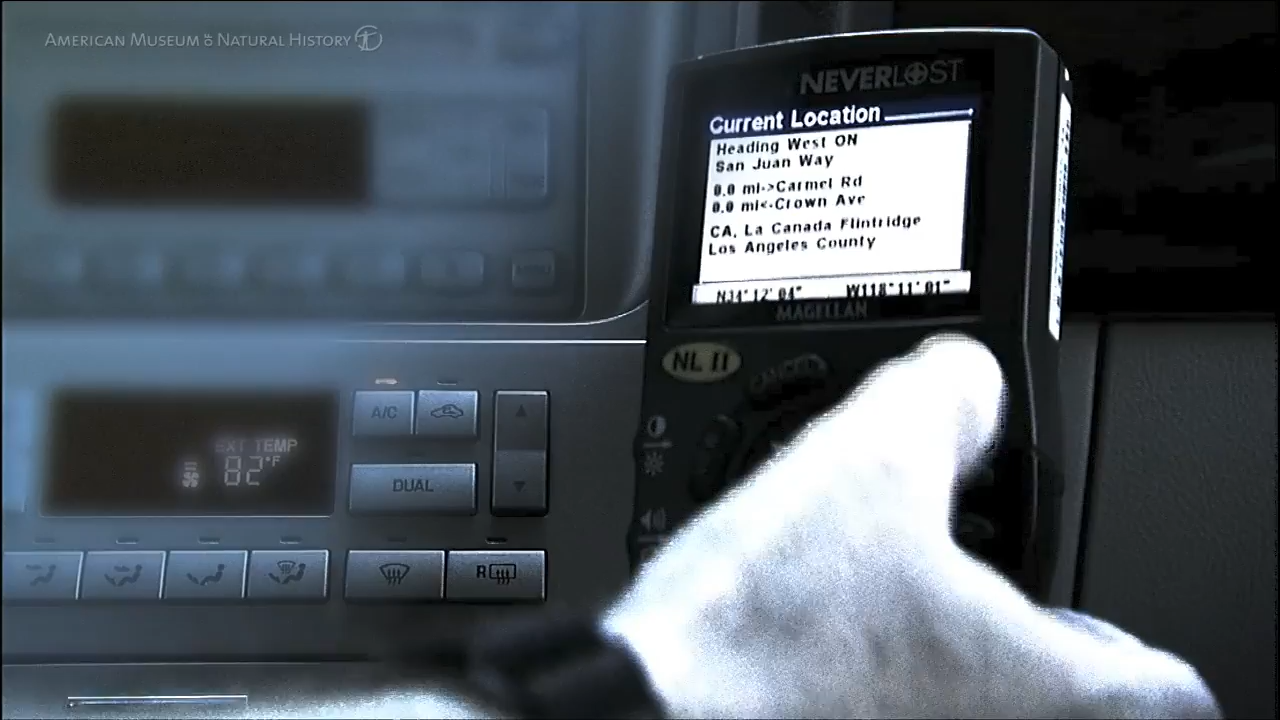 AMERICAN MUSEUM OF NATURAL HISTORY
NEVERLOST
Current Location
Heading West ON
San Juan Way
0.0 mi->Carmel Rd
0.0 mi<-Crown Ave
CA, La Canada Flintridge
Los Angeles County
N34°12'04" W118°11'01"
MAGELLAN
NL II
CANCEL
EXT TEMP
82°F
A/C
DUAL
R